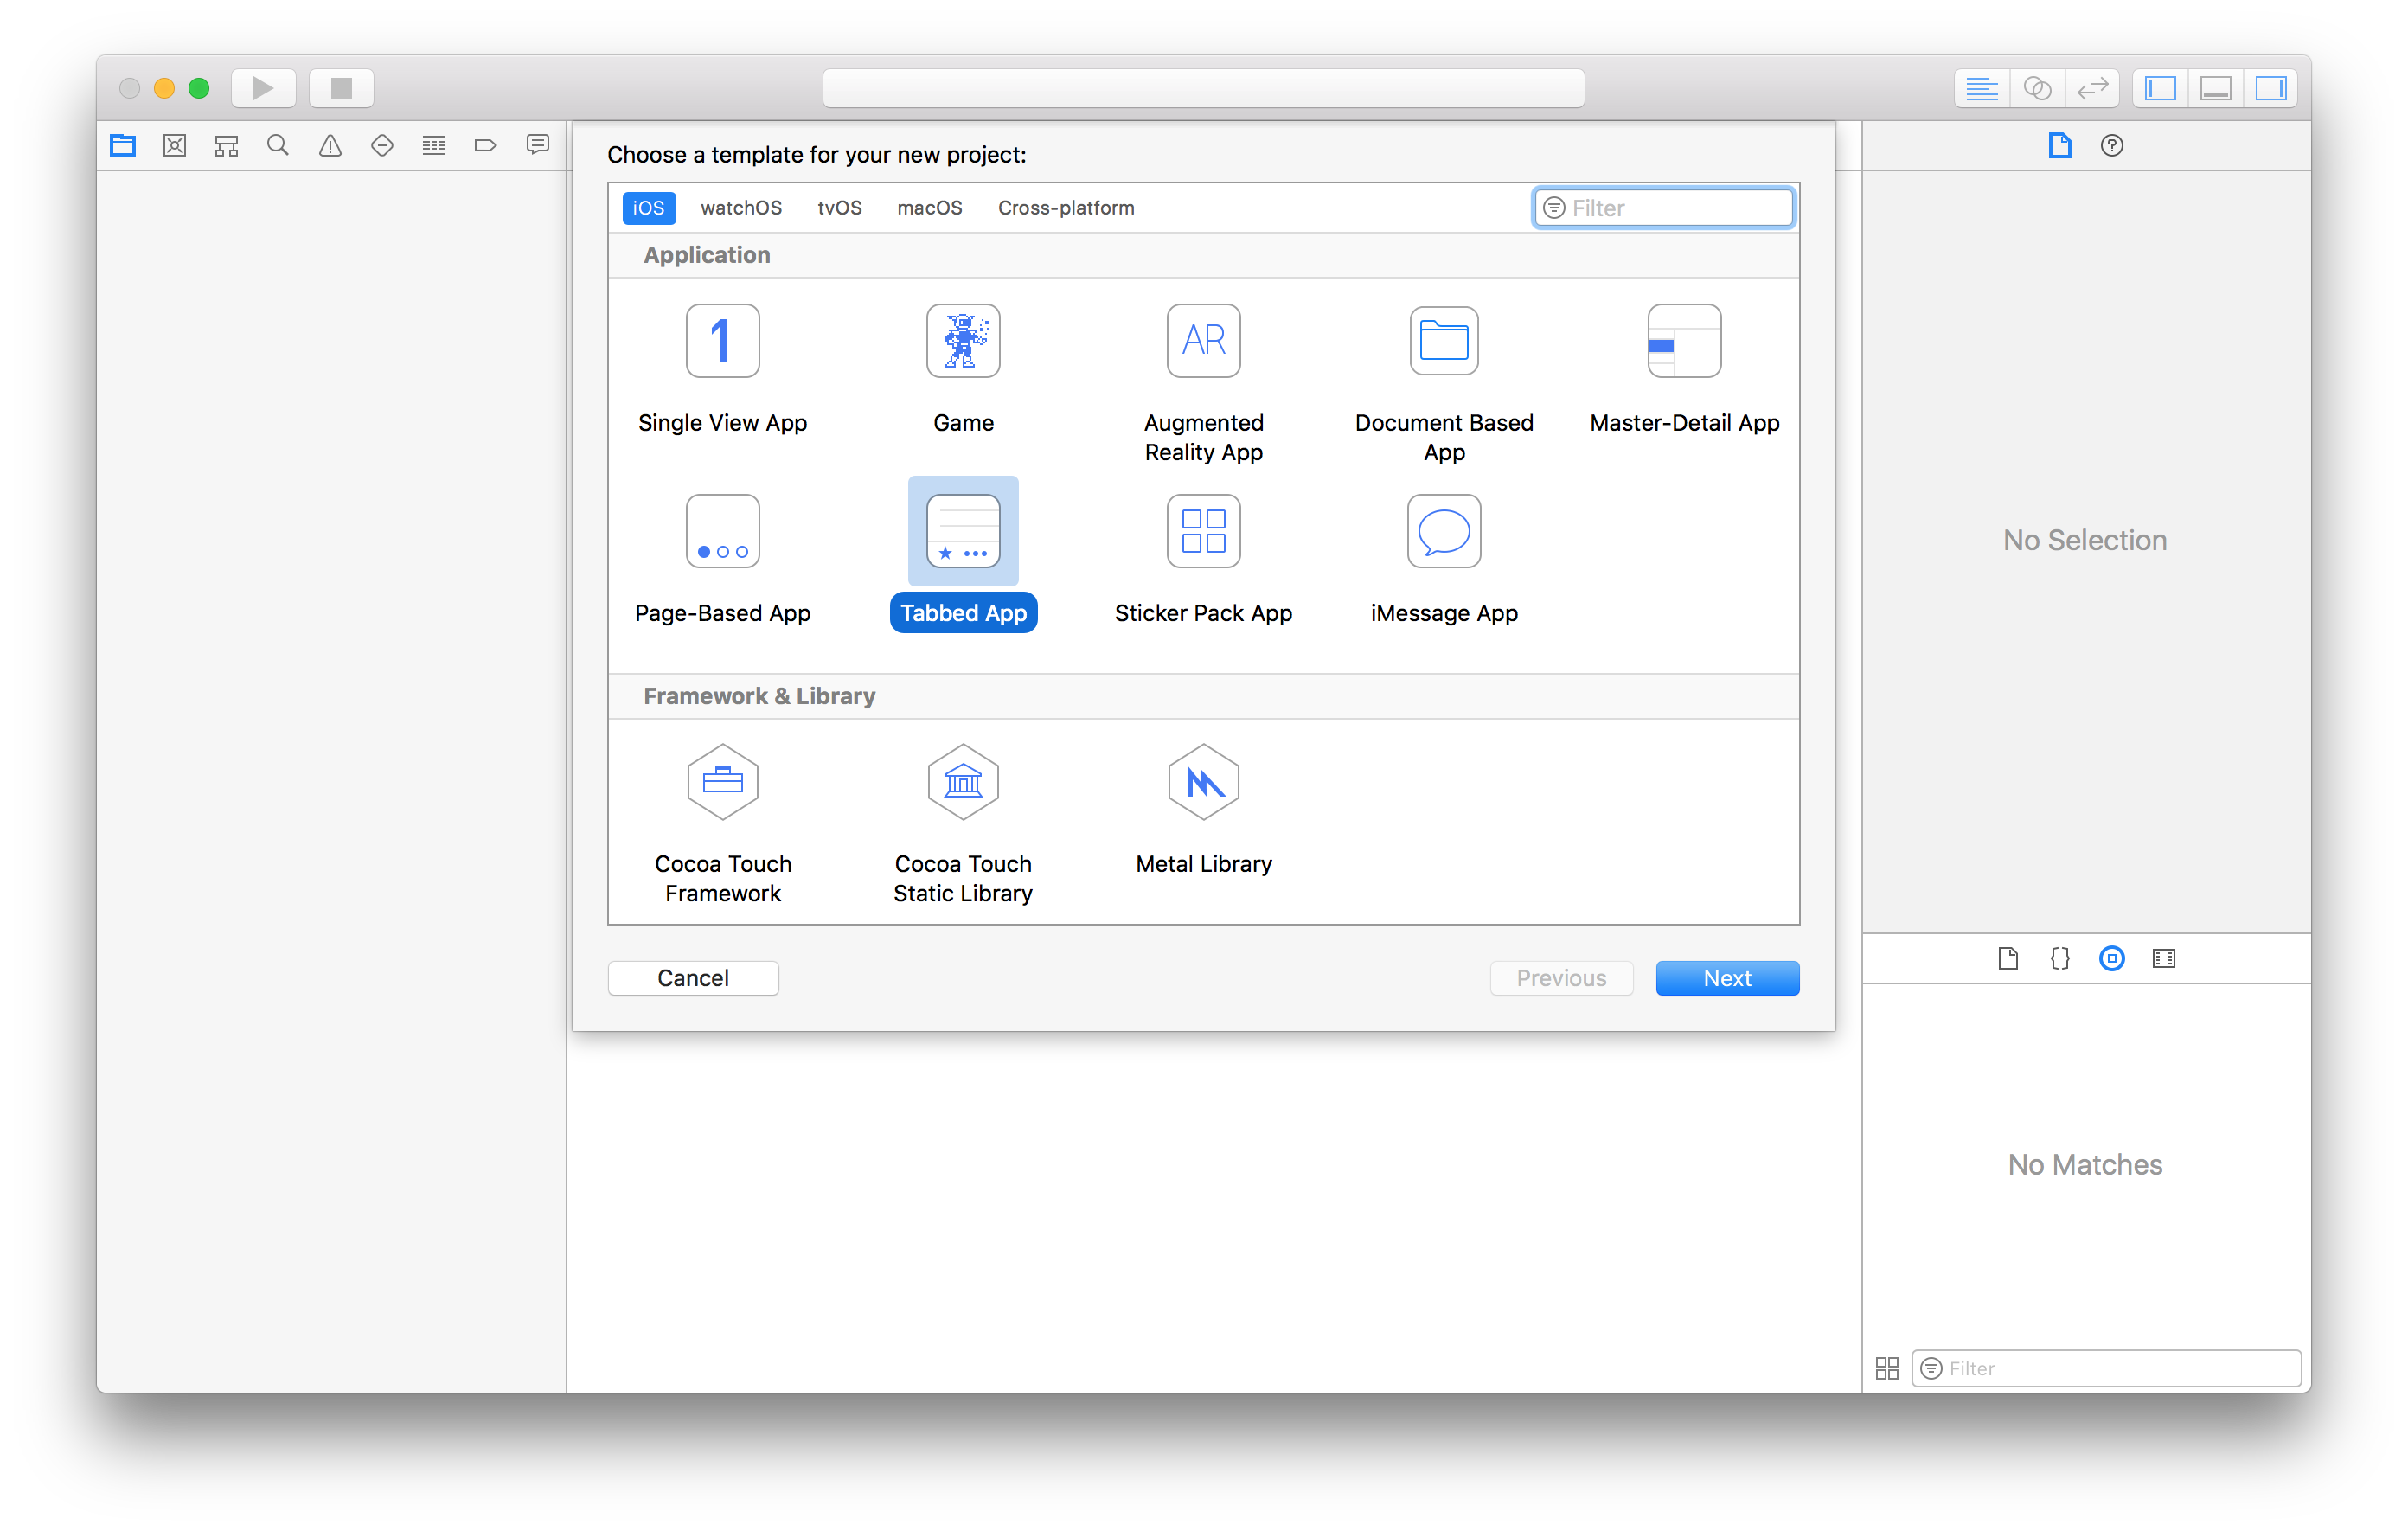 Choose a template for your new project:
iOS watchOS tvOS macOS Cross-platform Filter
Application
1 AR
Single View App Game Augmented Reality App Document Based App Master-Detail App
Page-Based App Tabbed App Sticker Pack App iMessage App
Framework & Library
Cocoa Touch Framework Cocoa Touch Static Library Metal Library
Cancel Previous Next
No Selection
{}
No Matches
Filter